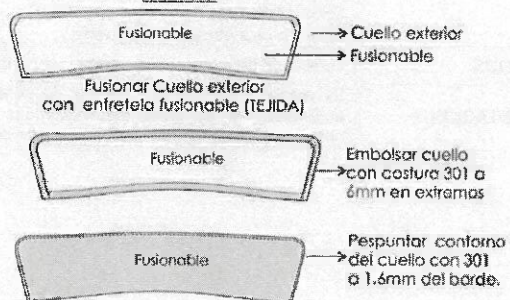 Fusionable
Cuello exterior
Fusionable
Fusionar Cuello exterior
con entretela fusionable (TEJIDA)
Fusionable
Embolsar cuello
con costura 301 a
6mm en extremos
Fusionable
Pespuntar contorno
del cuello con 301
a 1.6mm del borde.